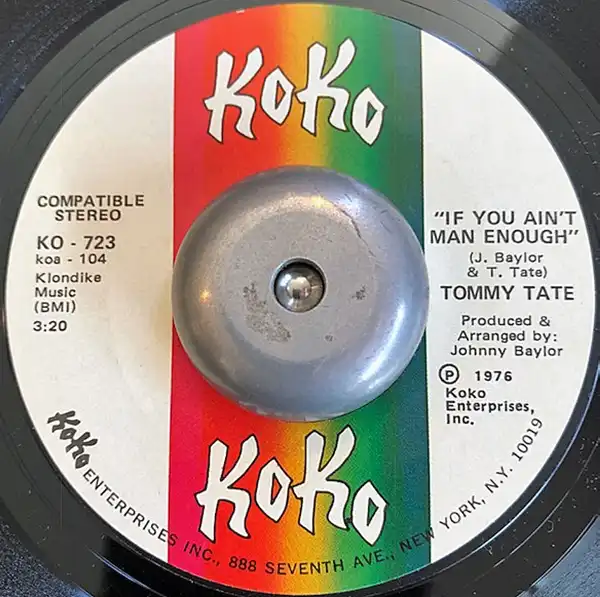 KoKo
COMPATIBLE
STEREO
KO - 723
koa - 104
Klondike
Music
(BMI)
3:20
"IF YOU AIN'T
MAN ENOUGH"
(J. Baylor
& T. Tate)
TOMMY TATE
Produced &
Arranged by:
Johnny Baylor
Ⓟ 1976
Koko
Enterprises,
Inc.
KoKo
KoKo ENTERPRISES INC., 888 SEVENTH AVE., NEW YORK, N.Y. 10019